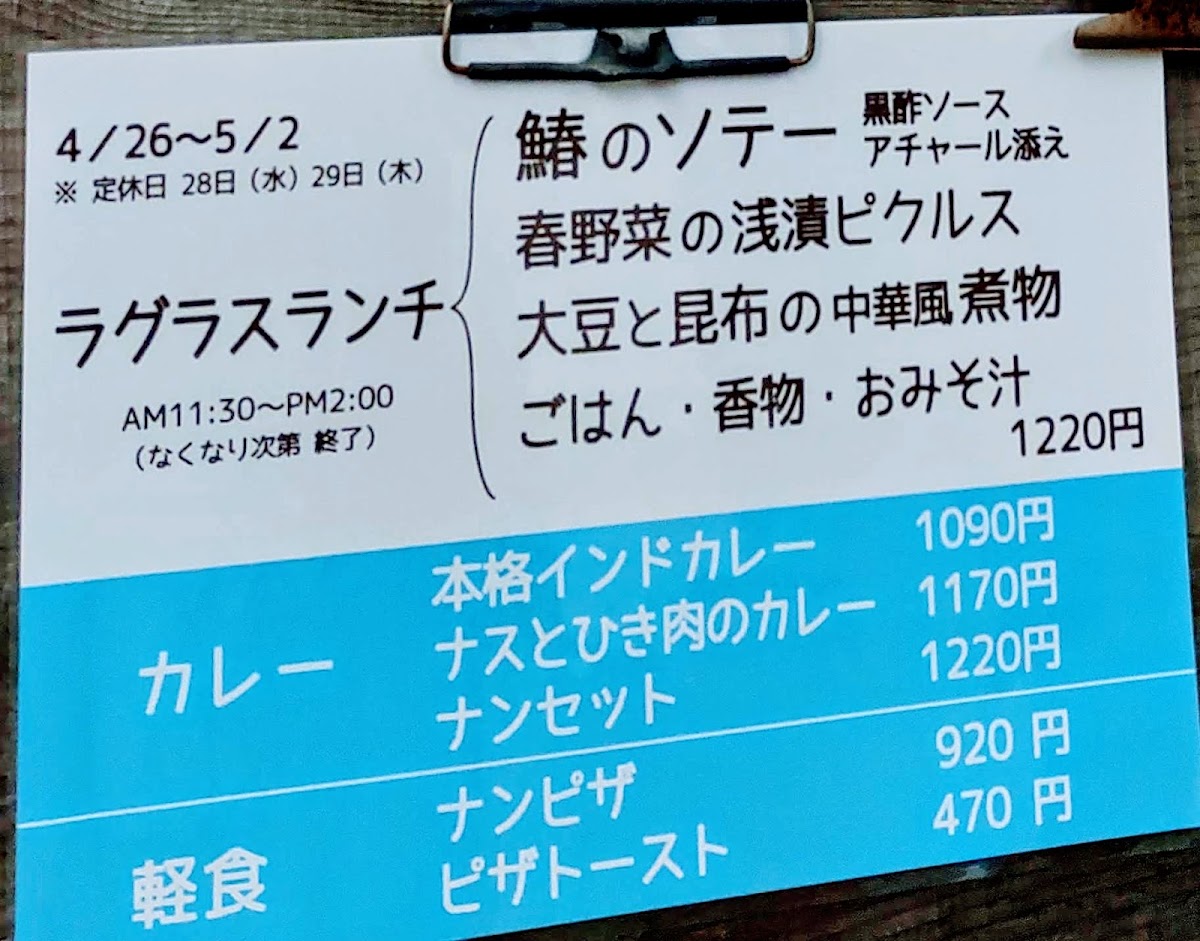 4/26～5/2
※ 定休日 28日（水）29日（木）
ラグラスランチ
AM11:30～PM2:00
（なくなり次第 終了）
鰆のソテー 黒酢ソース
アチャール添え
春野菜の浅漬ピクルス
大豆と昆布の中華風煮物
ごはん・香物・おみそ汁
1220円
カレー
本格インドカレー 1090円
ナスとひき肉のカレー 1170円
ナンセット 1220円
軽食
ナンピザ 920 円
ピザトースト 470 円